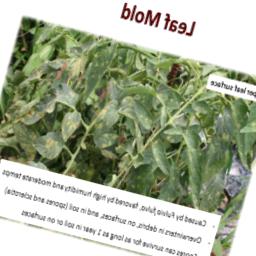 Leaf Mold
per leaf surface
• Caused by Fulvia fulva, favored by high humidity and moderate temps
• Overwinters in debris, on surfaces, and in soil (spores and sclerotia)
• Spores can survive for as long as 1 year in soil or on surfaces